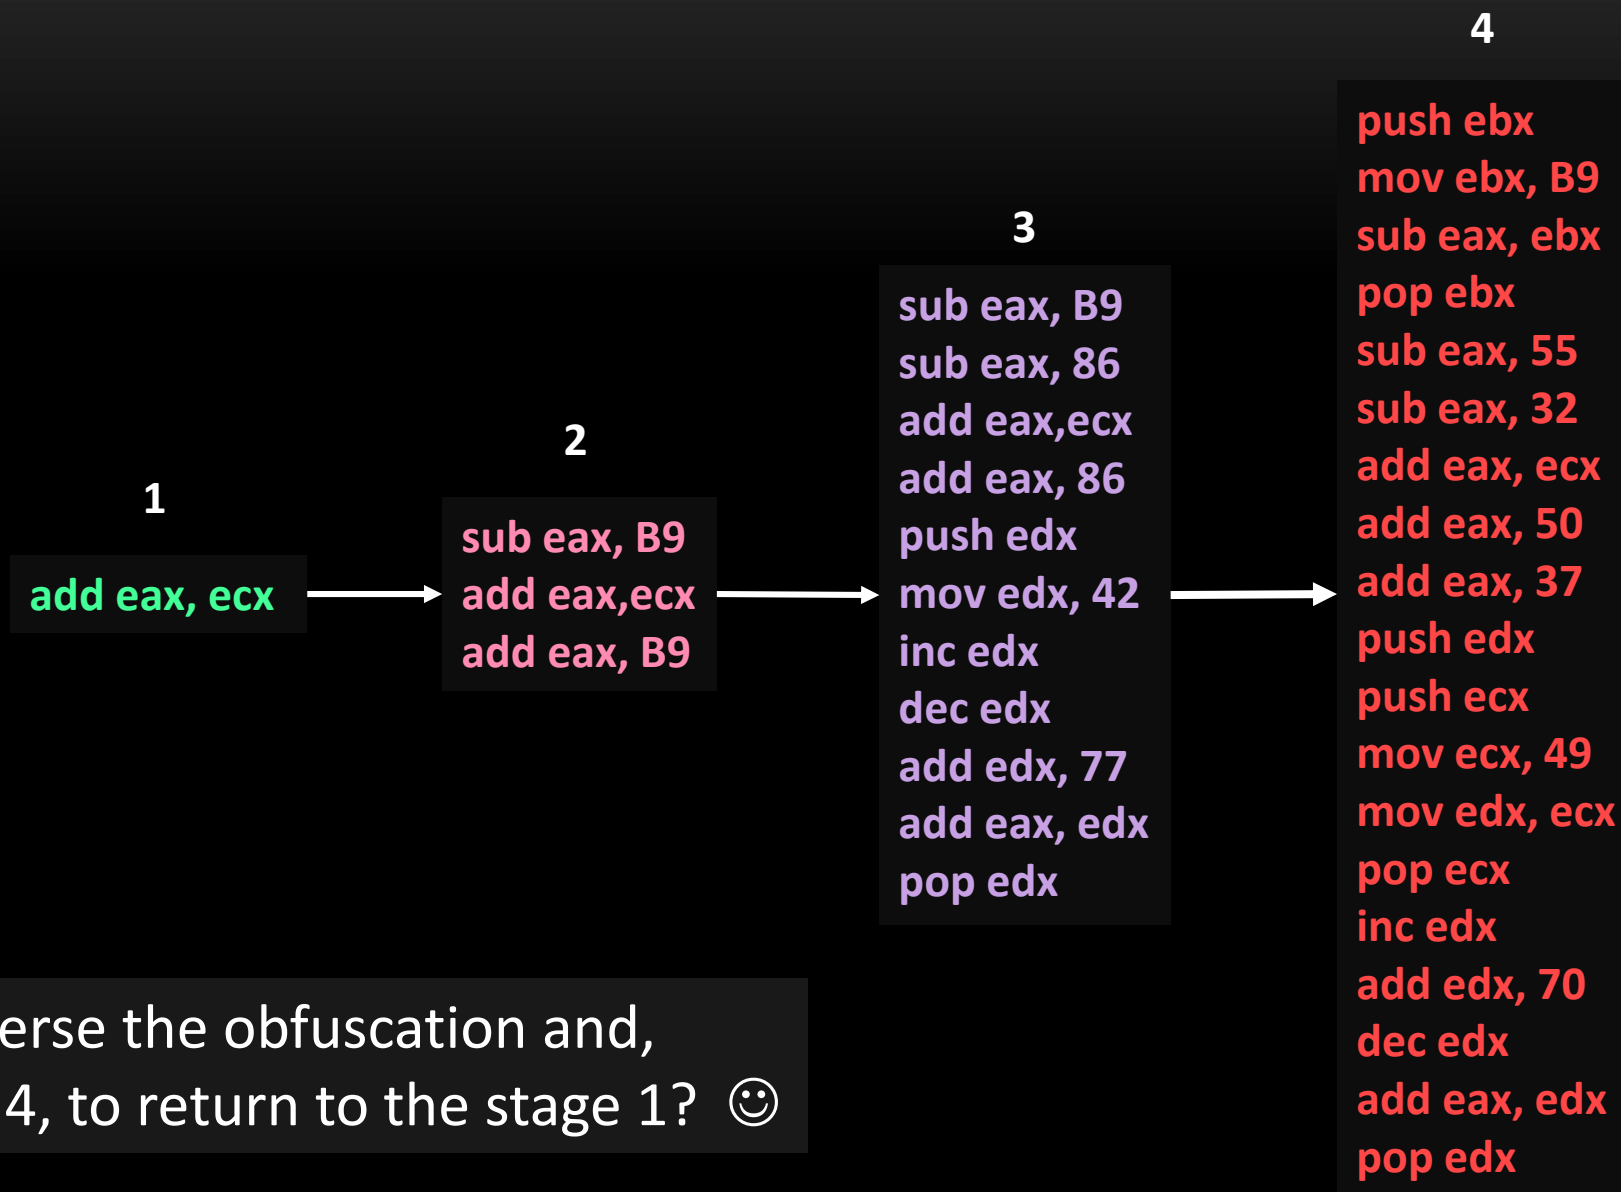 1
add eax, ecx
2
sub eax, B9
add eax,ecx
add eax, B9
3
sub eax, B9
sub eax, 86
add eax,ecx
add eax, 86
push edx
mov edx, 42
inc edx
dec edx
add edx, 77
add eax, edx
pop edx
4
push ebx
mov ebx, B9
sub eax, ebx
pop ebx
sub eax, 55
sub eax, 32
add eax, ecx
add eax, 50
add eax, 37
push edx
push ecx
mov ecx, 49
mov edx, ecx
pop ecx
inc edx
add edx, 70
dec edx
add eax, edx
pop edx
erse the obfuscation and,
4, to return to the stage 1? ☺